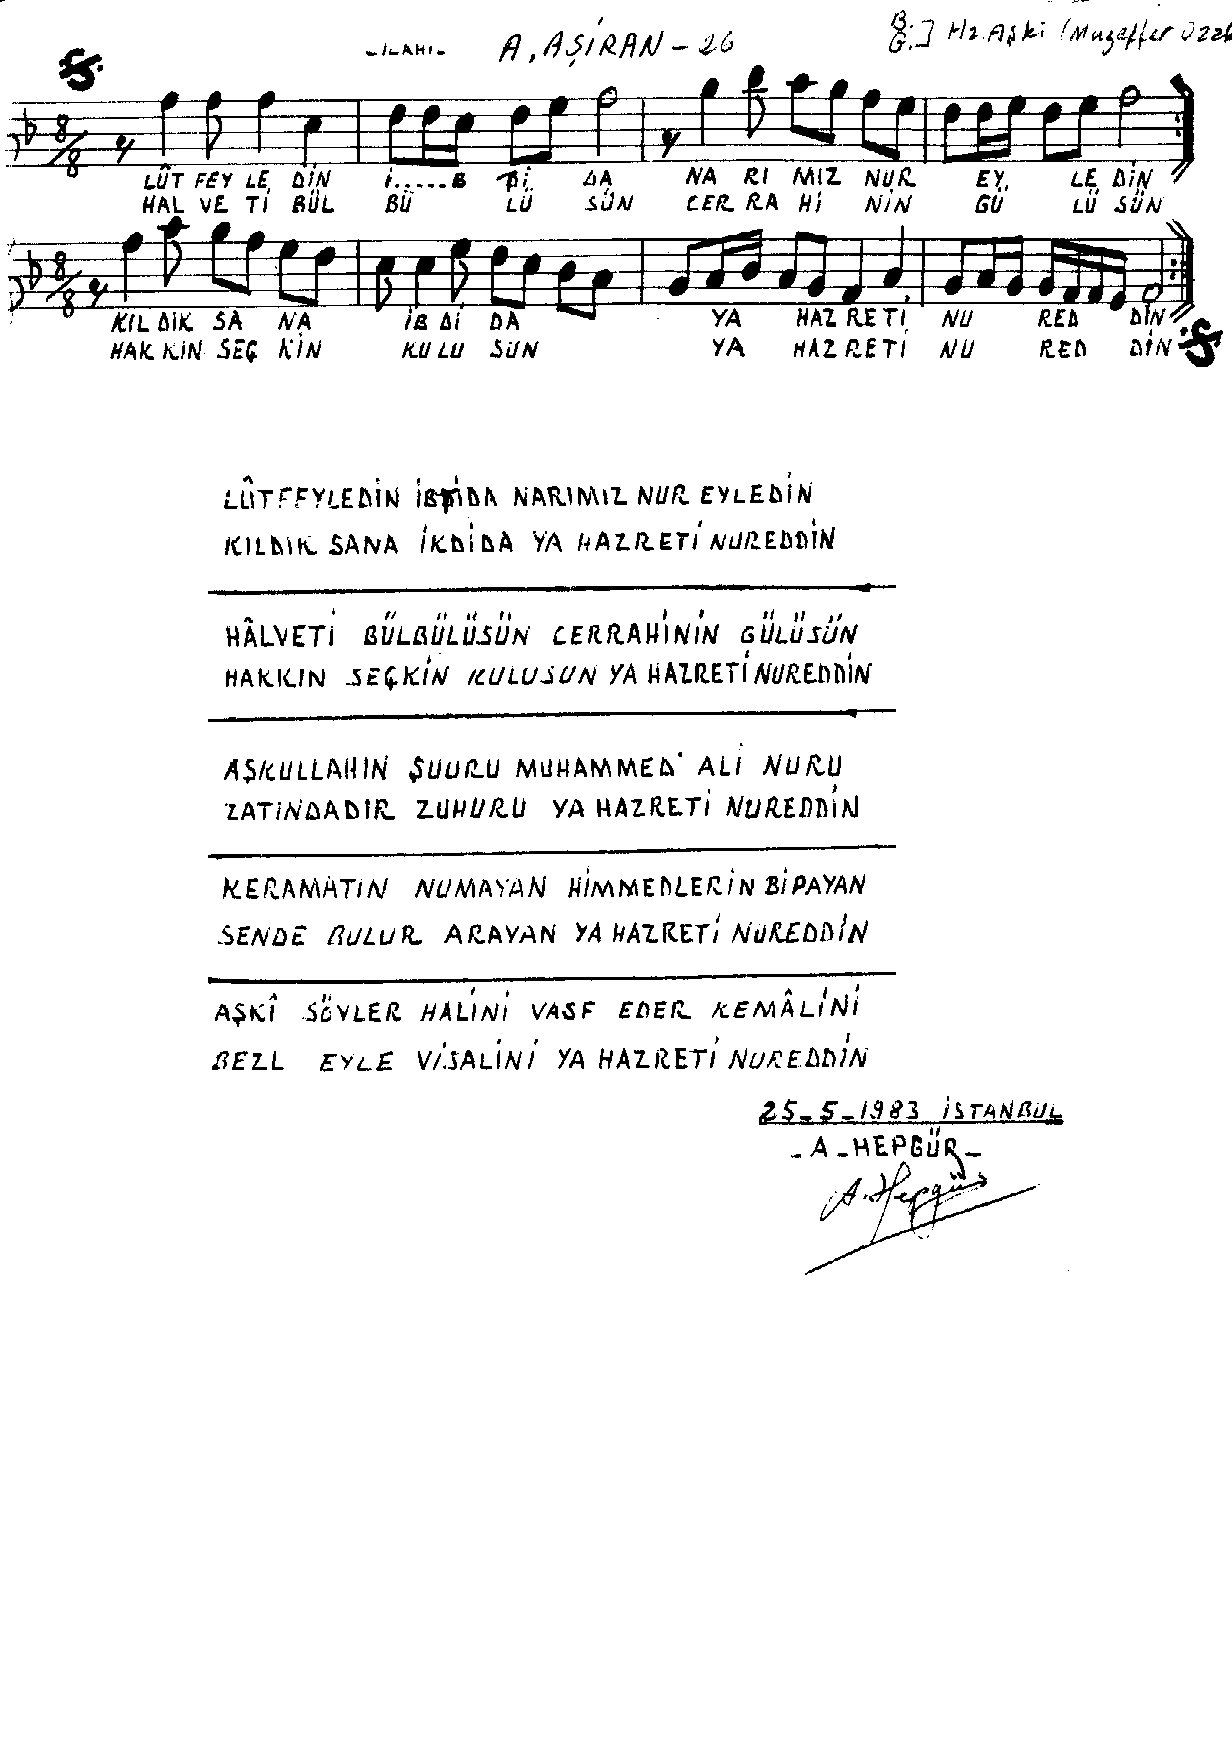 -İLAHİ- A. AŞİRAN - 26
B. G. ] Hz. Aşki (Muzaffer Ozak
8/8
LÛT FEY LE DİN İ.....B Dİ DA NA RI MIZ NUR EY LE DİN
HAL VE Tİ BÜL BÜ LÜ SÜN CER RA Hİ NİN GÜ LÜ SÜN
8/8
KIL DIK SA NA İB Dİ DA YA HAZ RE Tİ NU RED DİN
HAK KIN SEÇ KİN KU LU SUN YA HAZ RE Tİ NU RED DİN
LÛTFEYLEDİN İBTİDA NARIMIZ NUR EYLEDİN
KILDIK SANA İKDİDA YA HAZRETİ NUREDDİN
HÂLVETİ BÜLBÜLÜSÜN CERRAHİNİN GÜLÜSÜN
HAKKIN SEÇKİN KULUSUN YA HAZRETİ NUREDDİN
AŞKULLAHIN ŞUURU MUHAMMED ALİ NURU
ZATINDADIR ZUHURU YA HAZRETİ NUREDDİN
KERAMATIN NUMAYAN HİMMEDLERİN BİPAYAN
SENDE BULUR ARAYAN YA HAZRETİ NUREDDİN
AŞKÎ SÖYLER HALİNİ VASF EDER KEMÂLİNİ
BEZL EYLE VİSALİNİ YA HAZRETİ NUREDDİN
25-5-1983 İSTANBUL
-A-HEPGÜR-
A. Hepgür